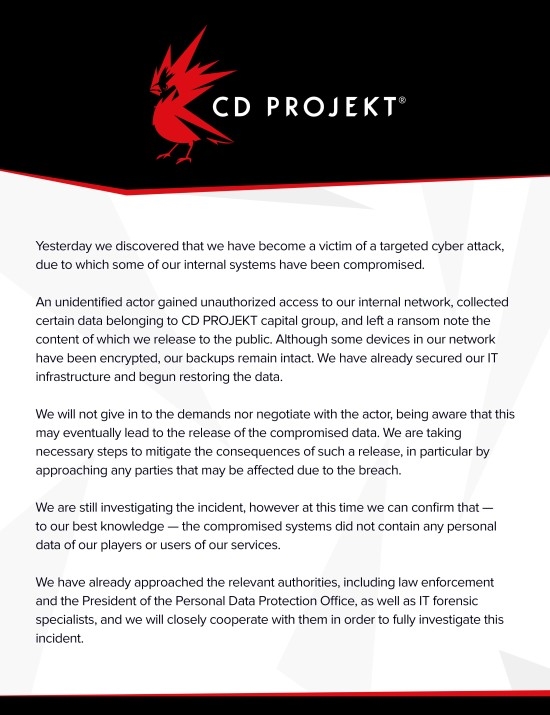 CD PROJEKT®
Yesterday we discovered that we have become a victim of a targeted cyber attack,
due to which some of our internal systems have been compromised.
An unidentified actor gained unauthorized access to our internal network, collected
certain data belonging to CD PROJEKT capital group, and left a ransom note the
content of which we release to the public. Although some devices in our network
have been encrypted, our backups remain intact. We have already secured our IT
infrastructure and begun restoring the data.
We will not give in to the demands nor negotiate with the actor, being aware that this
may eventually lead to the release of the compromised data. We are taking
necessary steps to mitigate the consequences of such a release, in particular by
approaching any parties that may be affected due to the breach.
We are still investigating the incident, however at this time we can confirm that —
to our best knowledge — the compromised systems did not contain any personal
data of our players or users of our services.
We have already approached the relevant authorities, including law enforcement
and the President of the Personal Data Protection Office, as well as IT forensic
specialists, and we will closely cooperate with them in order to fully investigate this
incident.